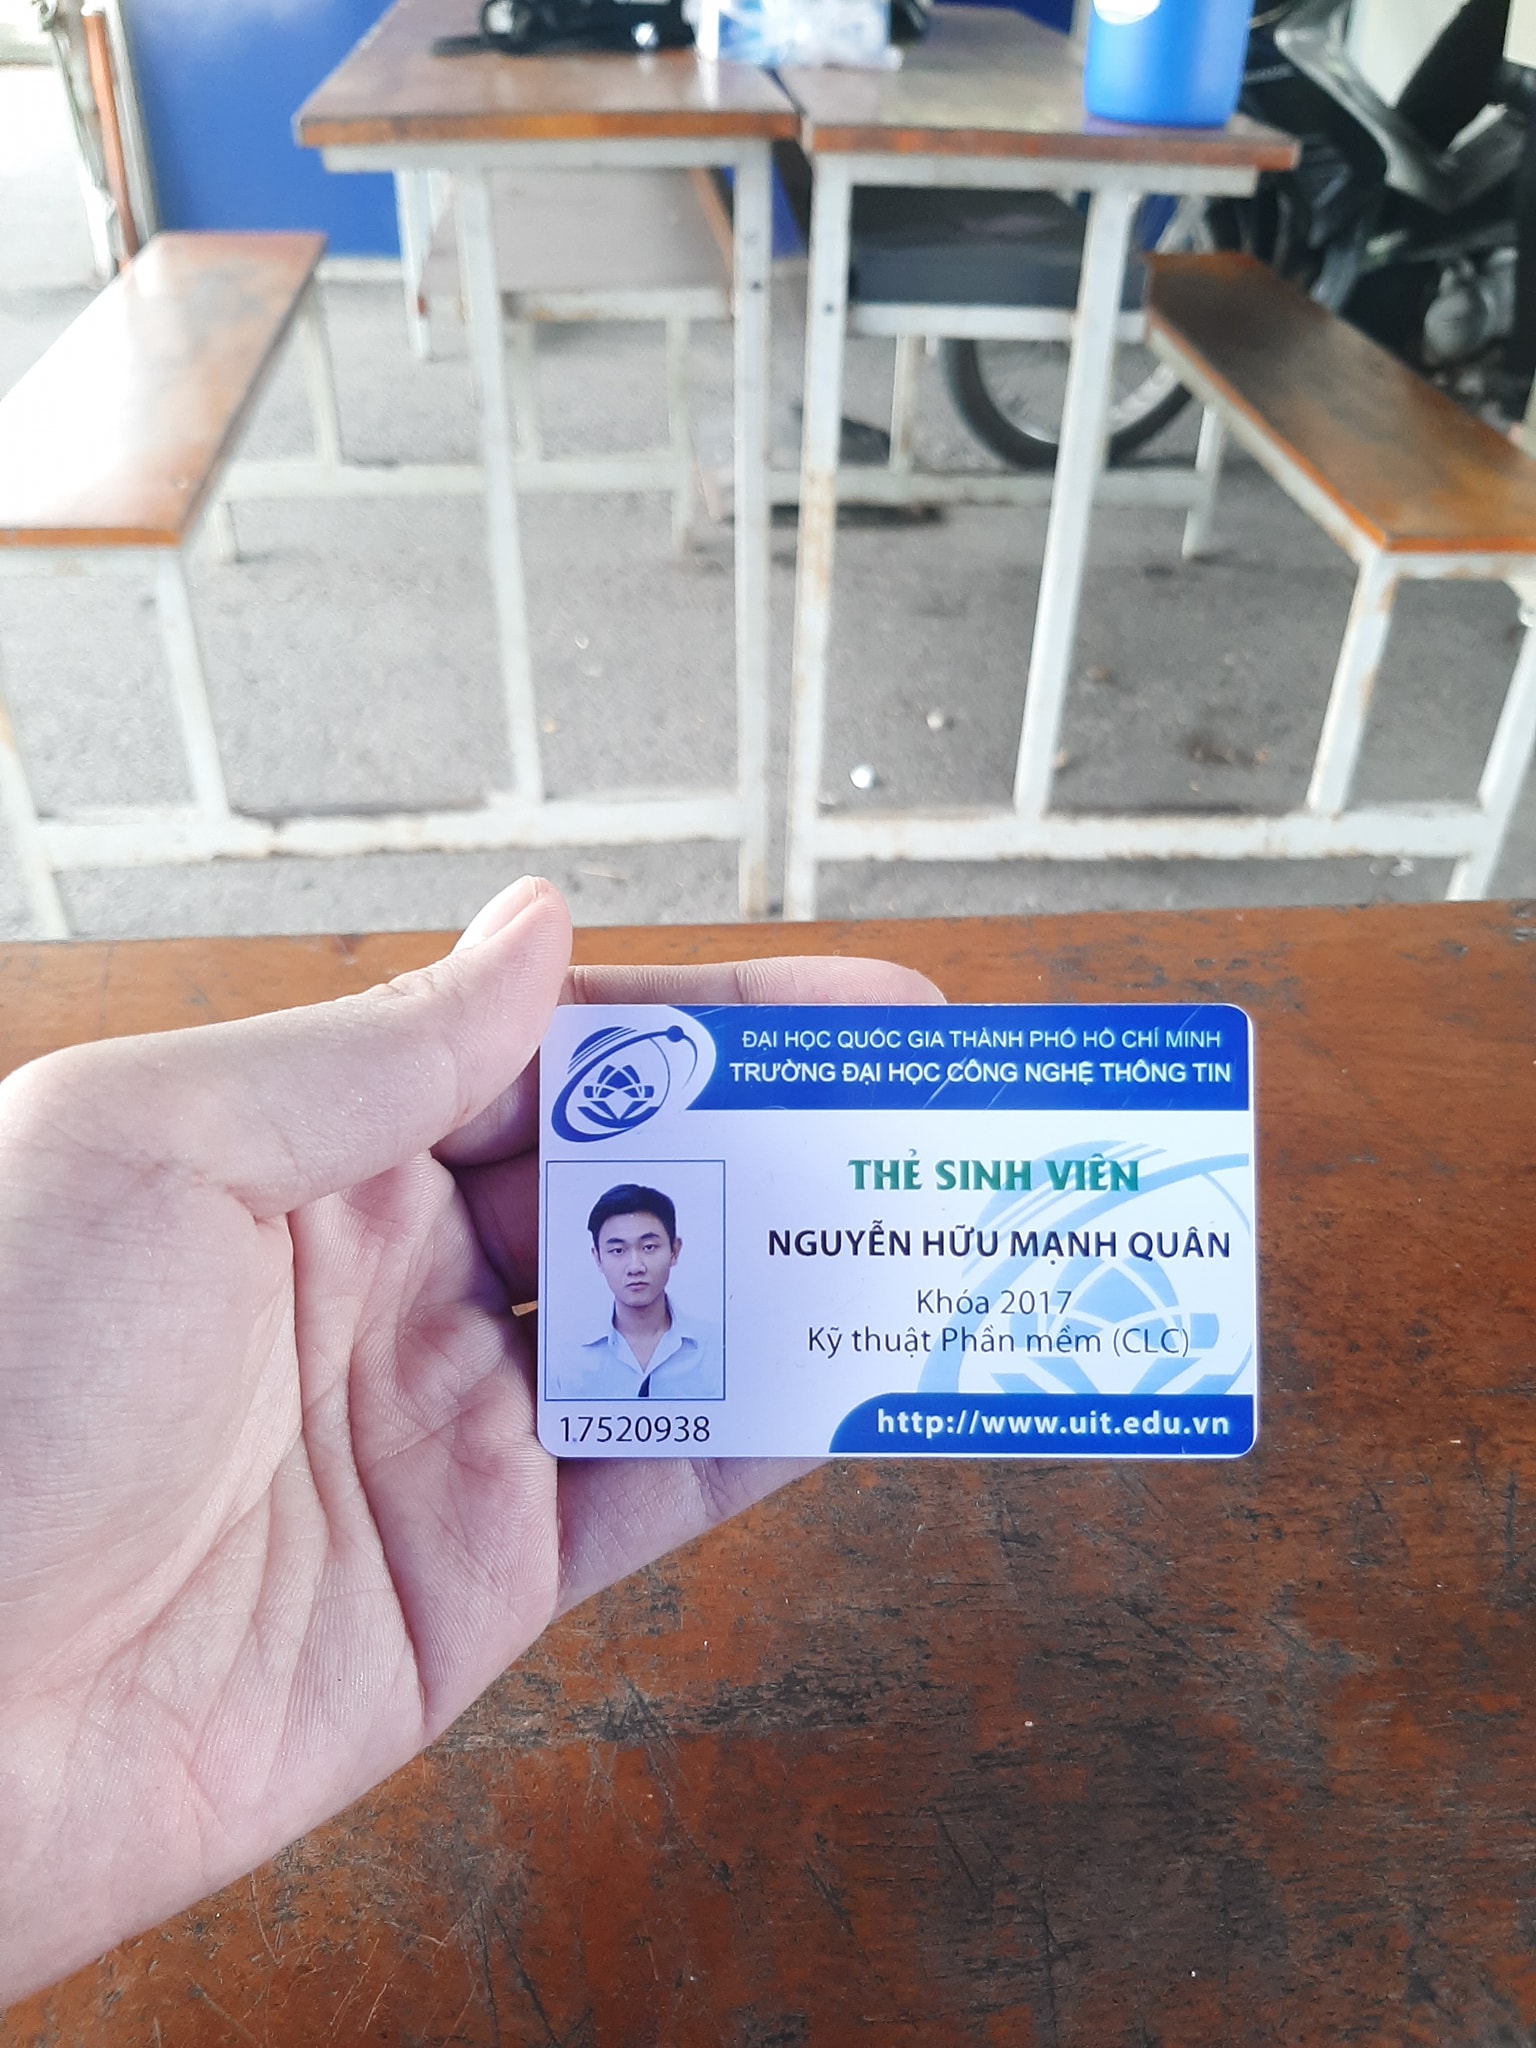 ĐẠI HỌC QUỐC GIA THÀNH PHỐ HỒ CHÍ MINH
TRƯỜNG ĐẠI HỌC CÔNG NGHỆ THÔNG TIN
THẺ SINH VIÊN
NGUYỄN HỮU MẠNH QUÂN
Khóa 2017
Kỹ thuật Phần mềm (CLC)
17520938
http://www.uit.edu.vn